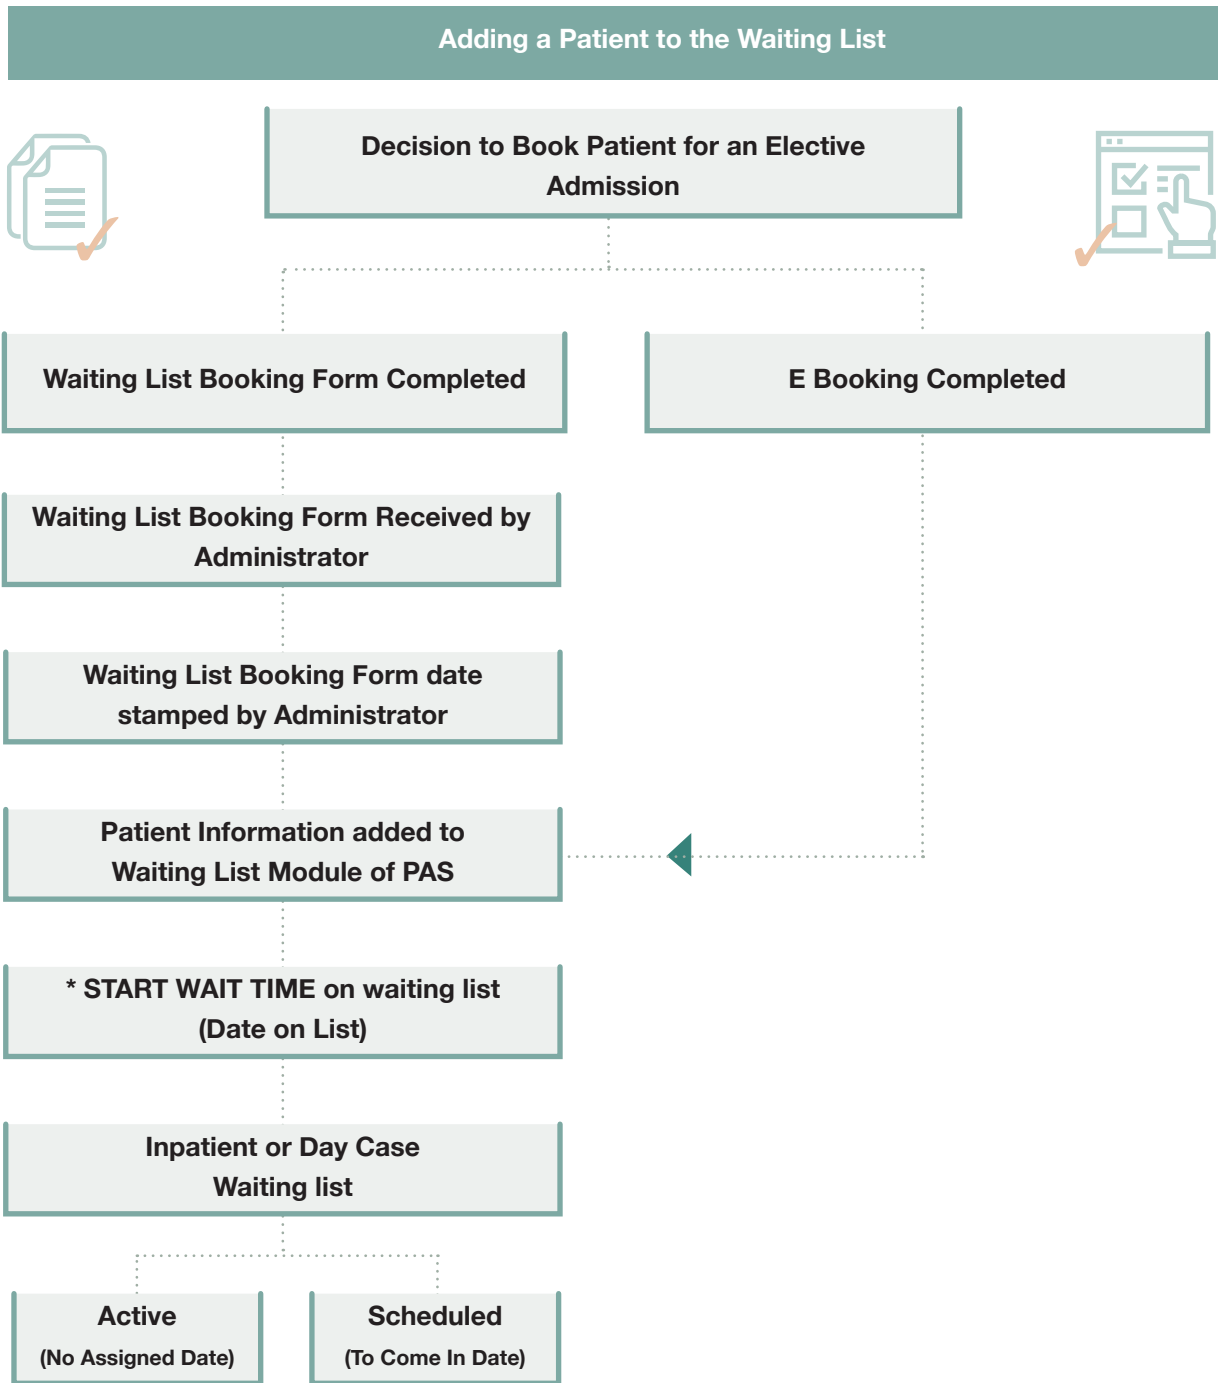 Adding a Patient to the Waiting List
Decision to Book Patient for an Elective
Admission
Waiting List Booking Form Completed
E Booking Completed
Waiting List Booking Form Received by
Administrator
Waiting List Booking Form date
stamped by Administrator
Patient Information added to
Waiting List Module of PAS
* START WAIT TIME on waiting list
(Date on List)
Inpatient or Day Case
Waiting list
Active
(No Assigned Date)
Scheduled
(To Come In Date)